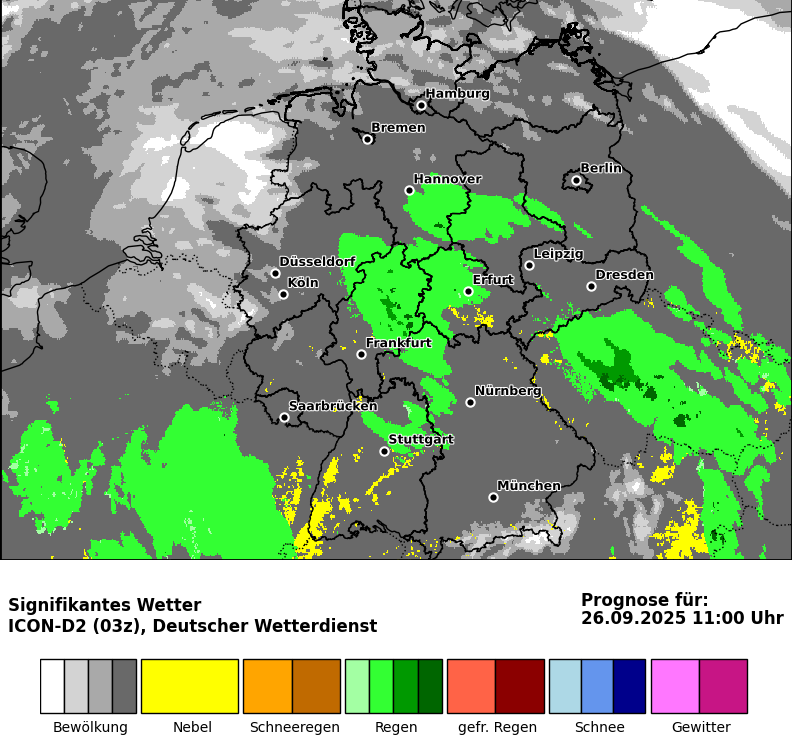 Hamburg
Bremen
Berlin
Hannover
Leipzig
Düsseldorf
Dresden
Köln
Erfurt
Frankfurt
Nürnberg
Saarbrücken
Stuttgart
München
Signifikantes Wetter
ICON-D2 (03z), Deutscher Wetterdienst
Prognose für:
26.09.2025 11:00 Uhr
Bewölkung
Nebel
Schneeregen
Regen
gefr. Regen
Schnee
Gewitter